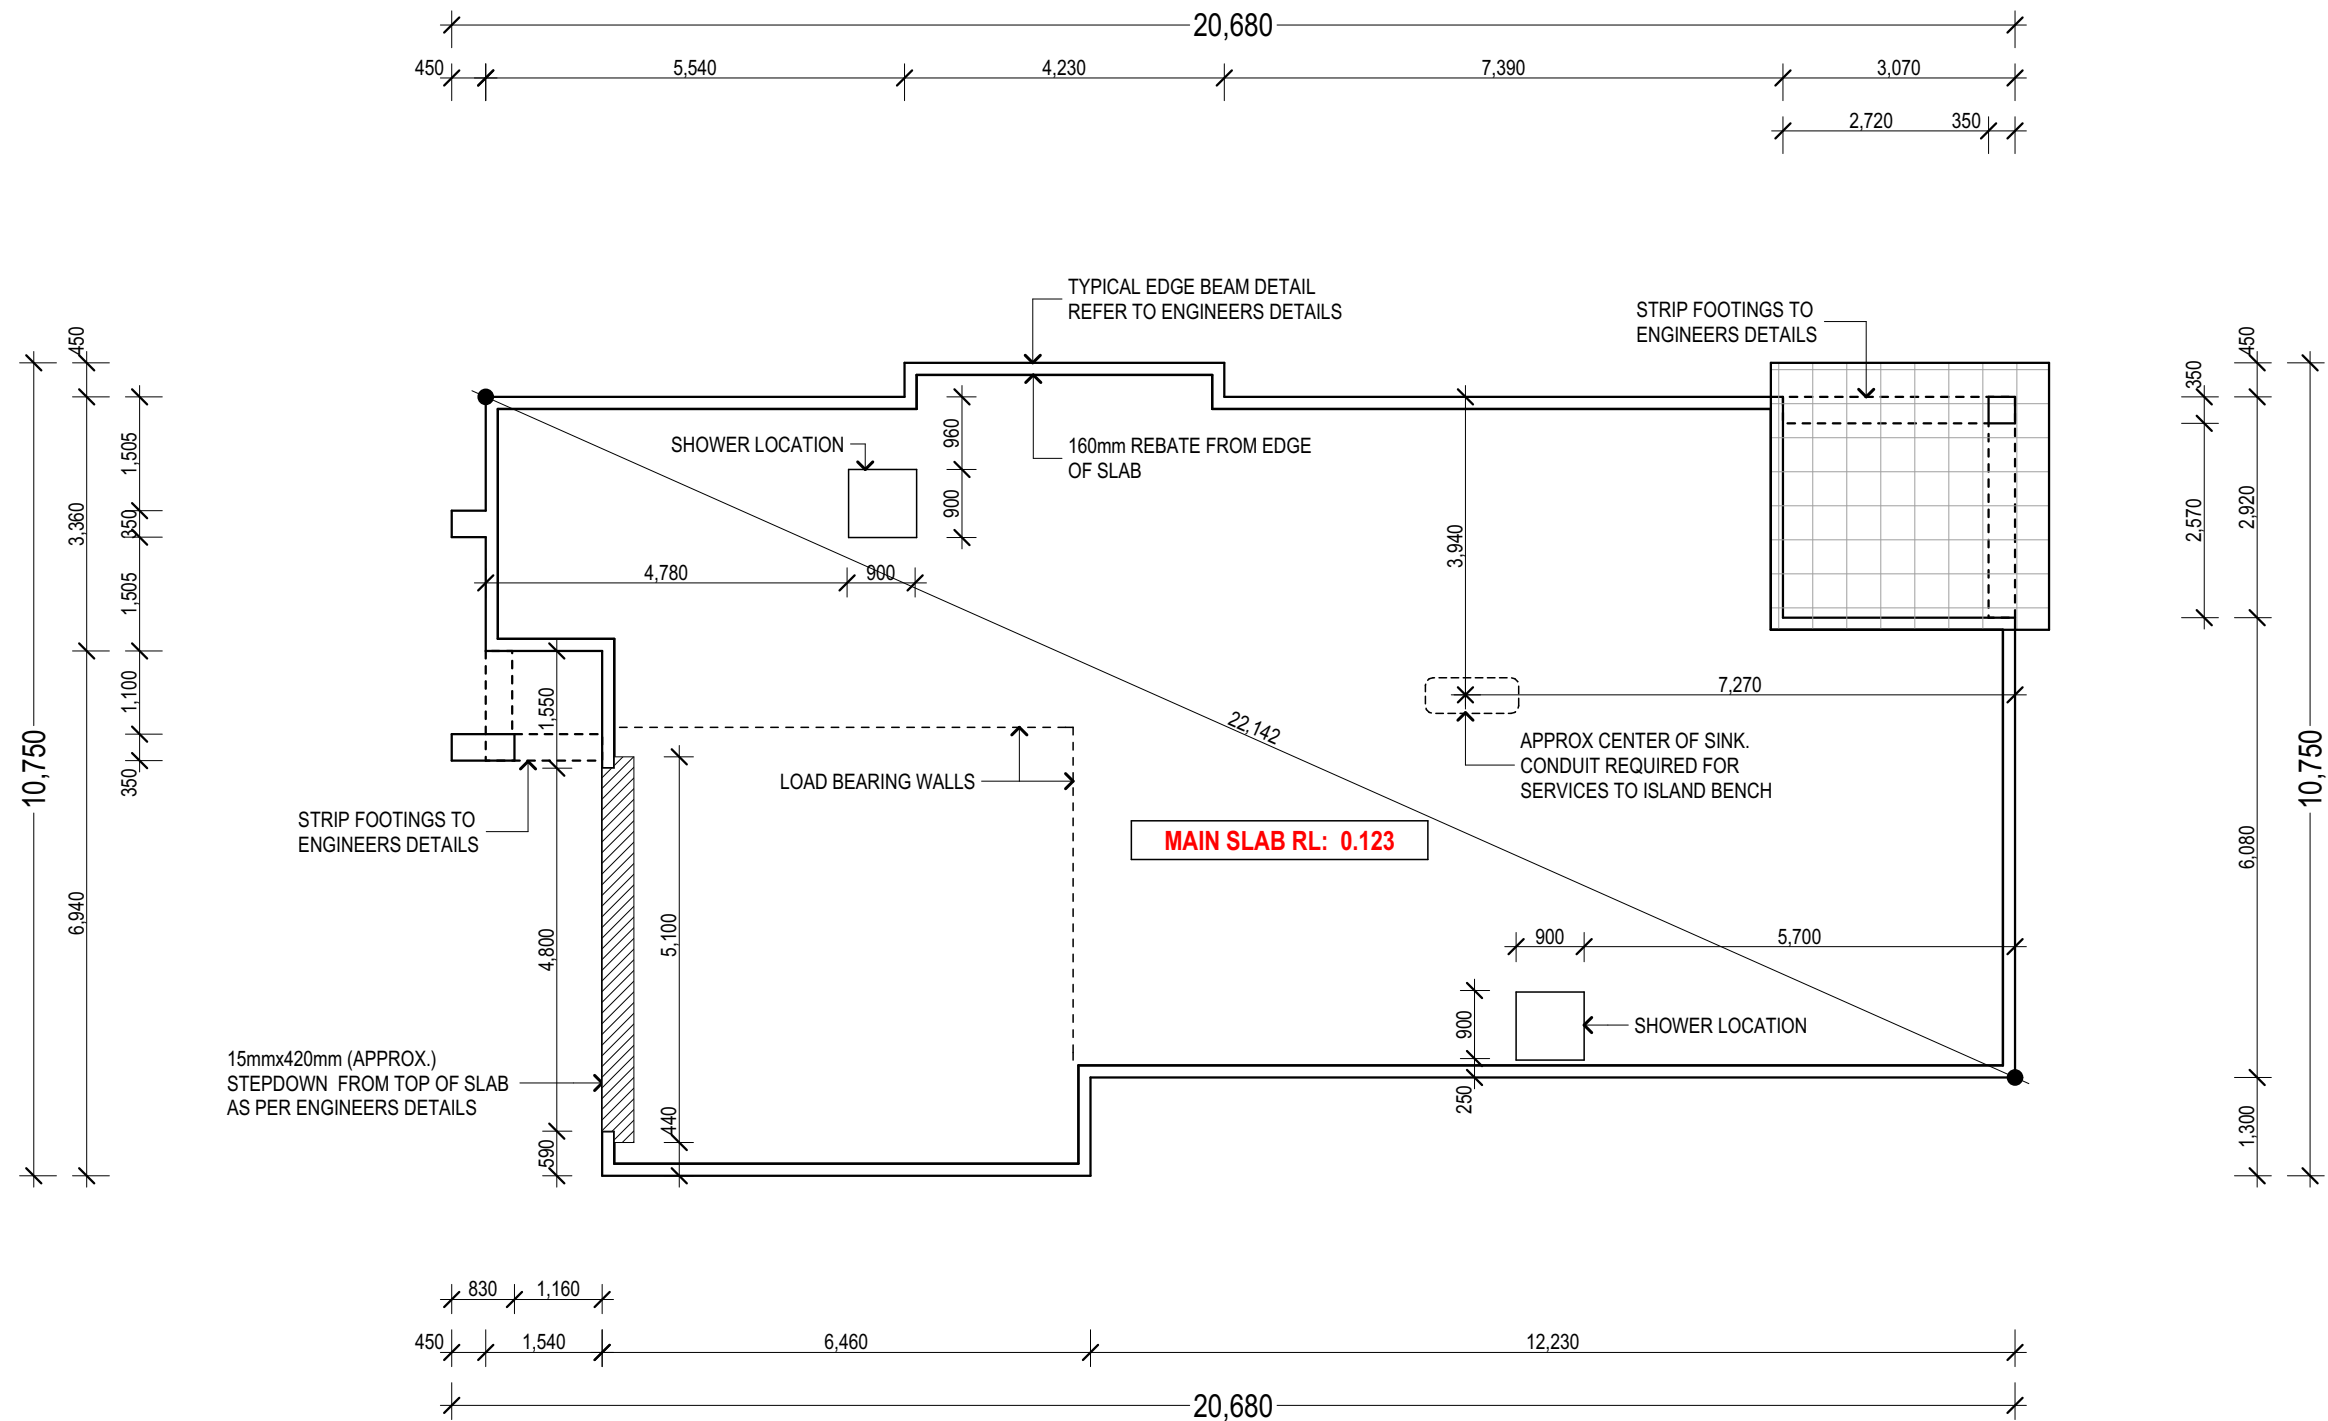 20,680
450
5,540
4,230
7,390
3,070
2,720
350
TYPICAL EDGE BEAM DETAIL
REFER TO ENGINEERS DETAILS
STRIP FOOTINGS TO
ENGINEERS DETAILS
450
450
350
SHOWER LOCATION
960
160mm REBATE FROM EDGE
OF SLAB
1,505
900
3,360
350
3,940
2,570
2,920
1,505
4,780
900
1,100
1,550
7,270
22,142
10,750
350
10,750
APPROX CENTER OF SINK.
CONDUIT REQUIRED FOR
SERVICES TO ISLAND BENCH
LOAD BEARING WALLS
STRIP FOOTINGS TO
ENGINEERS DETAILS
MAIN SLAB RL: 0.123
6,080
6,940
4,800
5,100
900
5,700
900
SHOWER LOCATION
15mmx420mm (APPROX.)
STEPDOWN FROM TOP OF SLAB
AS PER ENGINEERS DETAILS
250
440
590
1,300
830
1,160
450
1,540
6,460
12,230
20,680